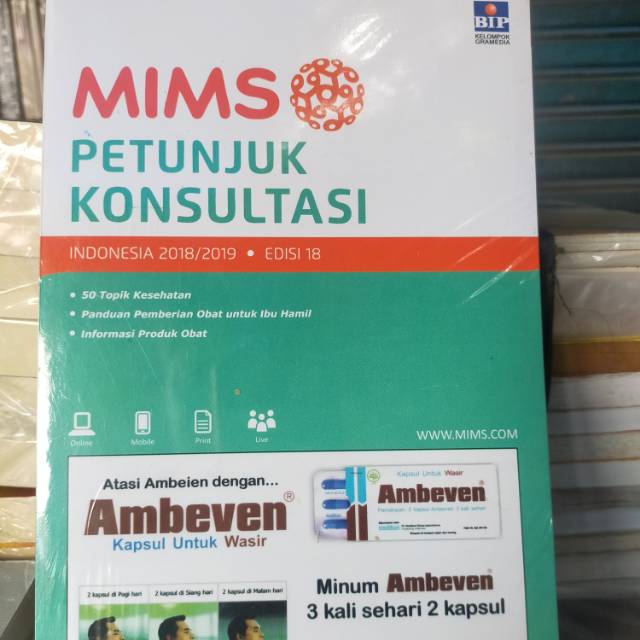 BIP
KELOMPOK
GRAMEDIA
MIMS
PETUNJUK
KONSULTASI
INDONESIA 2018/2019 • EDISI 18
• 50 Topik Kesehatan
• Panduan Pemberian Obat untuk Ibu Hamil
• Informasi Produk Obat
Online Mobile Print Live
WWW.MIMS.COM
Atasi Ambeien dengan...
Ambeven®
Kapsul Untuk Wasir
Kapsul Untuk Wasir
Ambeven®
2 kapsul di Pagi hari 2 kapsul di Siang hari 2 kapsul di Malam hari
Minum Ambeven®
3 kali sehari 2 kapsul